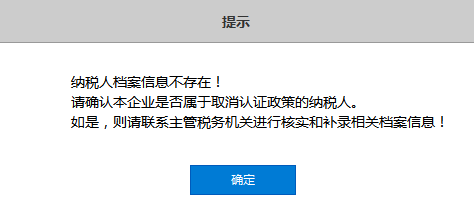 提示
纳税人档案信息不存在！
请确认本企业是否属于取消认证政策的纳税人。
如是，则请联系主管税务机关进行核实和补录相关档案信息！
确定